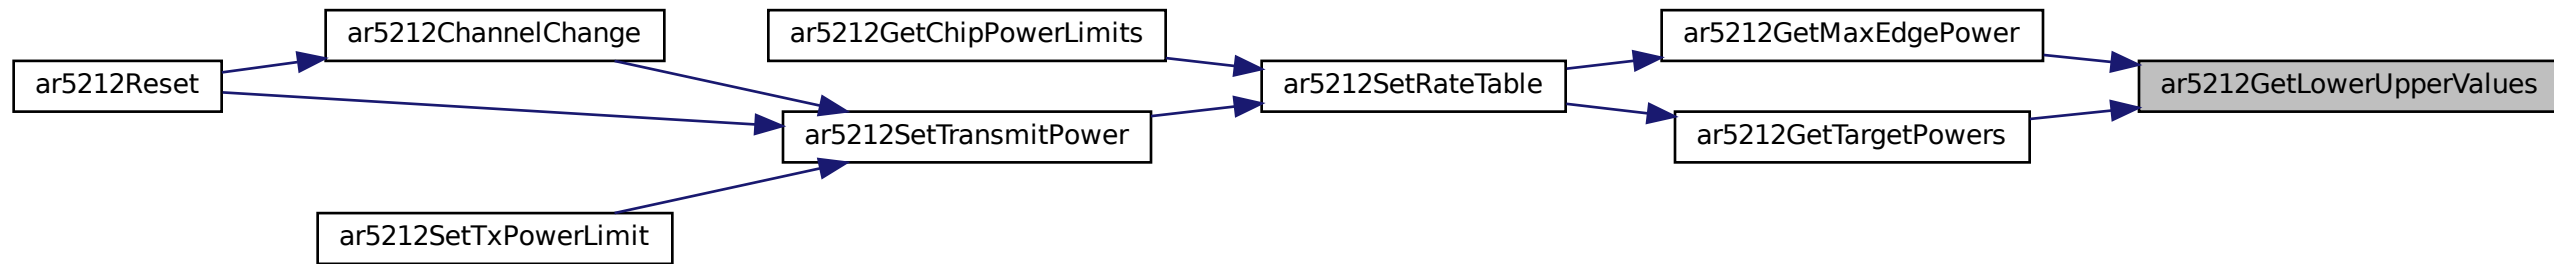 ar5212ChannelChange
ar5212GetChipPowerLimits
ar5212GetMaxEdgePower
ar5212Reset
ar5212SetRateTable
ar5212GetLowerUpperValues
ar5212SetTransmitPower
ar5212GetTargetPowers
ar5212SetTxPowerLimit